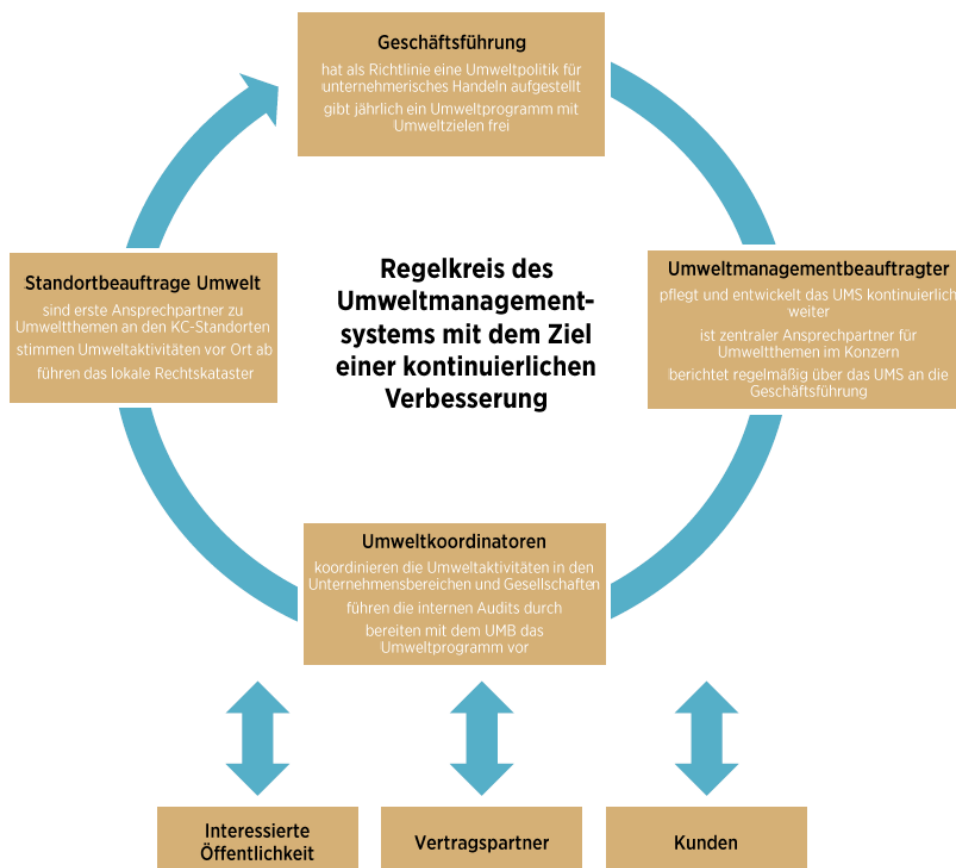 Geschäftsführung
hat als Richtlinie eine Umweltpolitik für
unternehmerisches Handeln aufgestellt
gibt jährlich ein Umweltprogramm mit
Umweltzielen frei
Standortbeauftrage Umwelt
sind erste Ansprechpartner zu
Umweltthemen an den KC-Standorten
stimmen Umweltaktivitäten vor Ort ab
führen das lokale Rechtskataster
Regelkreis des
Umweltmanagement-
systems mit dem Ziel
einer kontinuierlichen
Verbesserung
Umweltmanagementbeauftragter
pflegt und entwickelt das UMS kontinuierlich
weiter
ist zentraler Ansprechpartner für
Umweltthemen im Konzern
berichtet regelmäßig über das UMS an die
Geschäftsführung
Umweltkoordinatoren
koordinieren die Umweltaktivitäten in den
Unternehmensbereichen und Gesellschaften
führen die internen Audits durch
bereiten mit dem UMB das
Umweltprogramm vor
Interessierte
Öffentlichkeit
Vertragspartner
Kunden